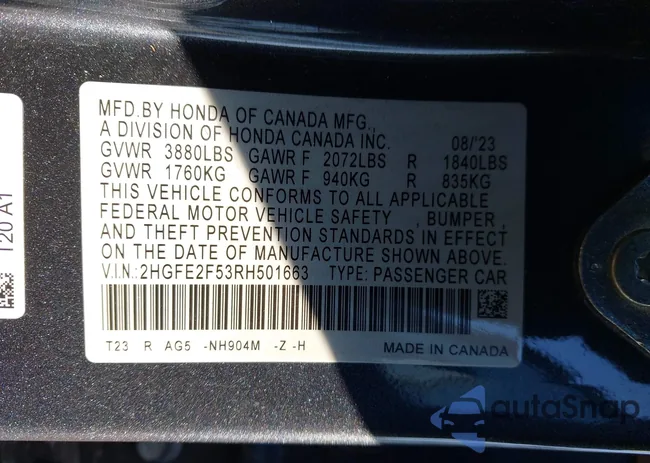 MFD.BY HONDA OF CANADA MFG.,
A DIVISION OF HONDA CANADA INC. 08/'23
GVWR 3880LBS GAWR F 2072LBS R 1840LBS
GVWR 1760KG GAWR F 940KG R 835KG
THIS VEHICLE CONFORMS TO ALL APPLICABLE
FEDERAL MOTOR VEHICLE SAFETY , BUMPER ,
AND THEFT PREVENTION STANDARDS IN EFFECT
ON THE DATE OF MANUFACTURE SHOWN ABOVE.
V.I.N.:2HGFE2F53RH501663 TYPE: PASSENGER CAR
T23 R AG5 -NH904M -Z -H MADE IN CANADA
T20 A1
autoSnap